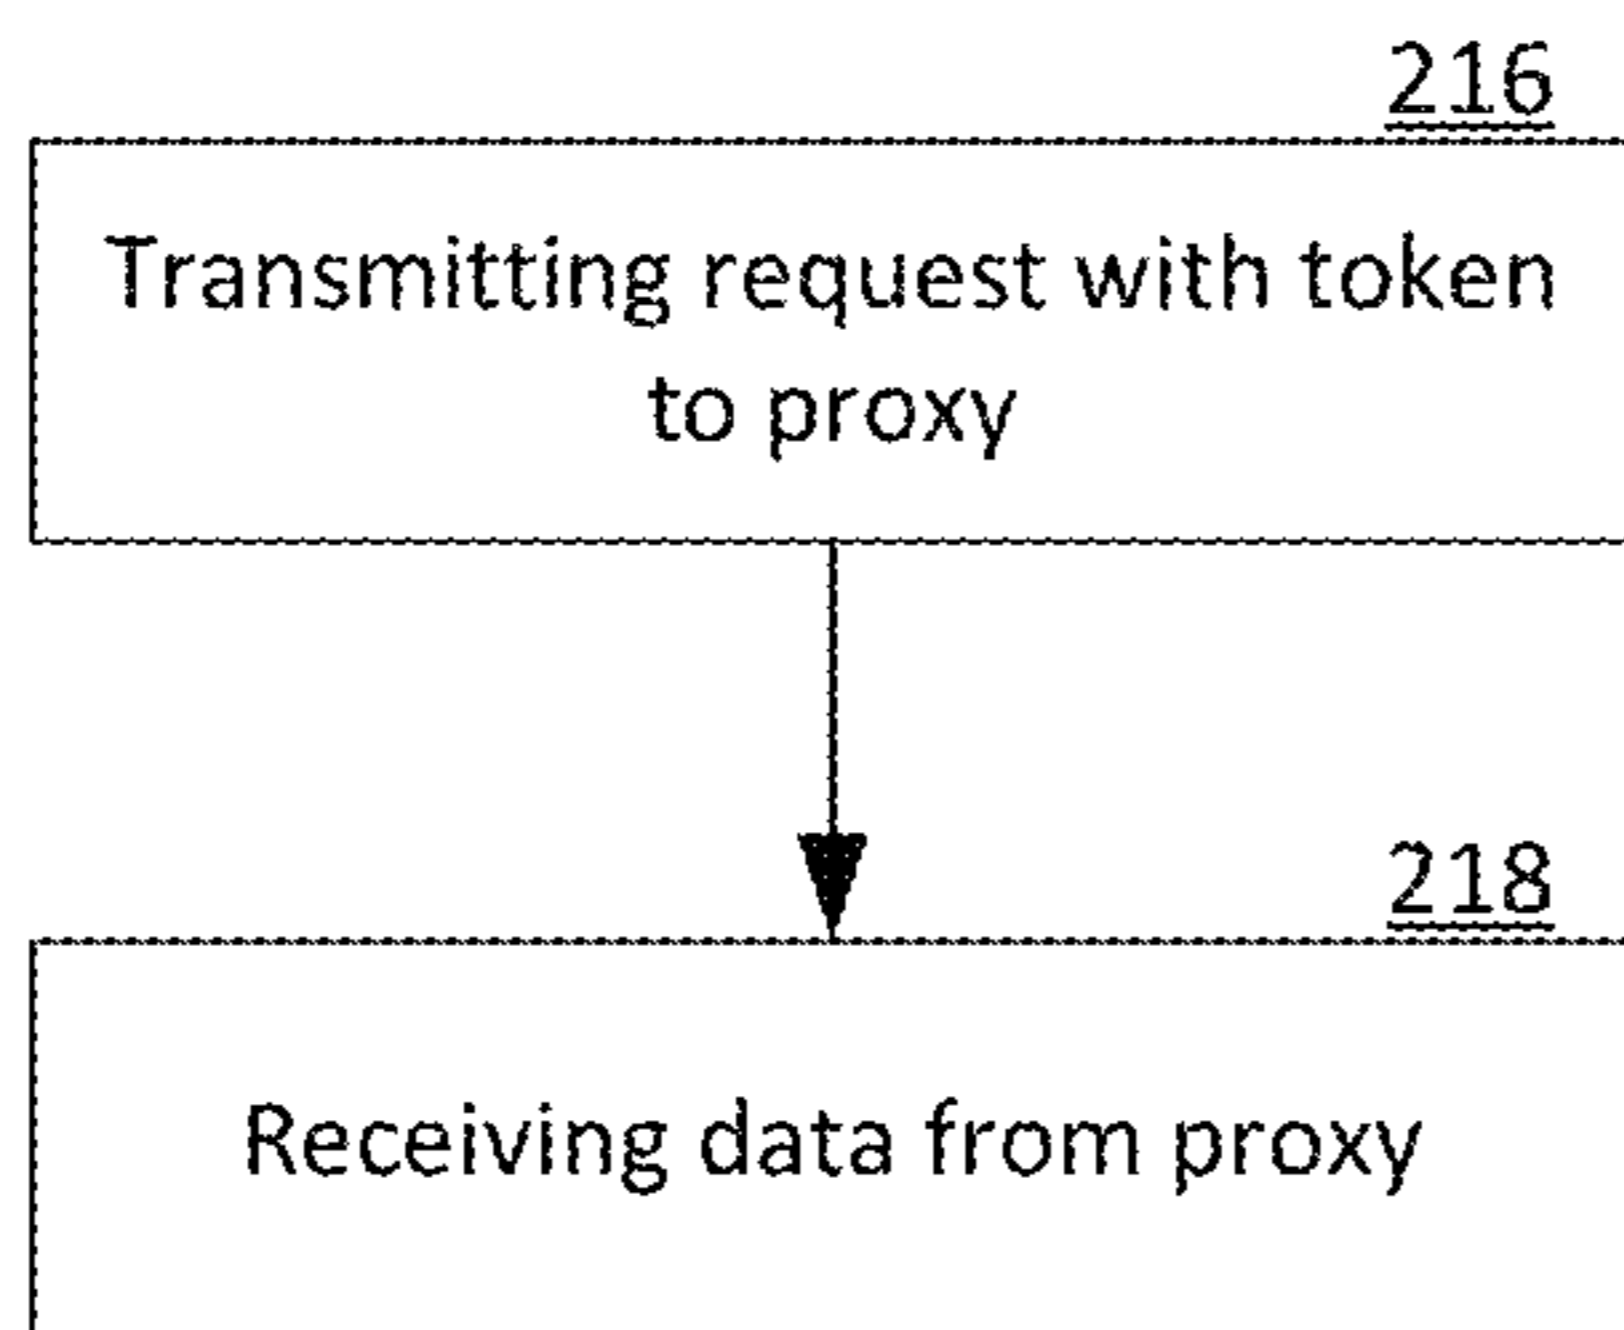 216
Transmitting request with token
to proxy
218
Receiving data from proxy